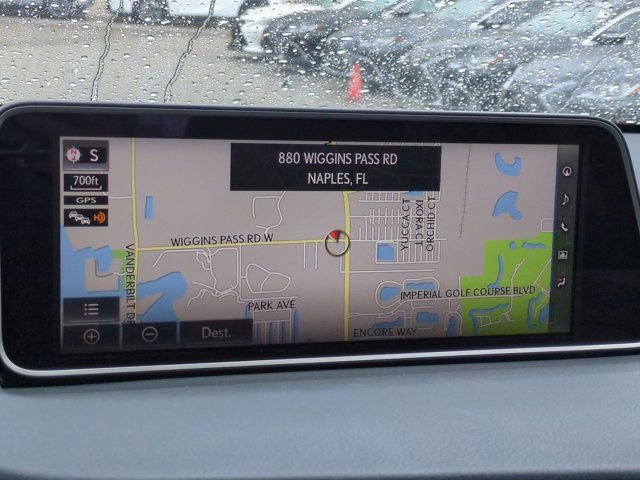 N
S
880 WIGGINS PASS RD
NAPLES, FL
700ft
GPS
YUCCA CT
IXORA CT
ORCHID CT
WIGGINS PASS RD W
VANDERBILT DR
IMPERIAL GOLF COURSE BLVD
PARK AVE
ENCORE WAY
Dest.